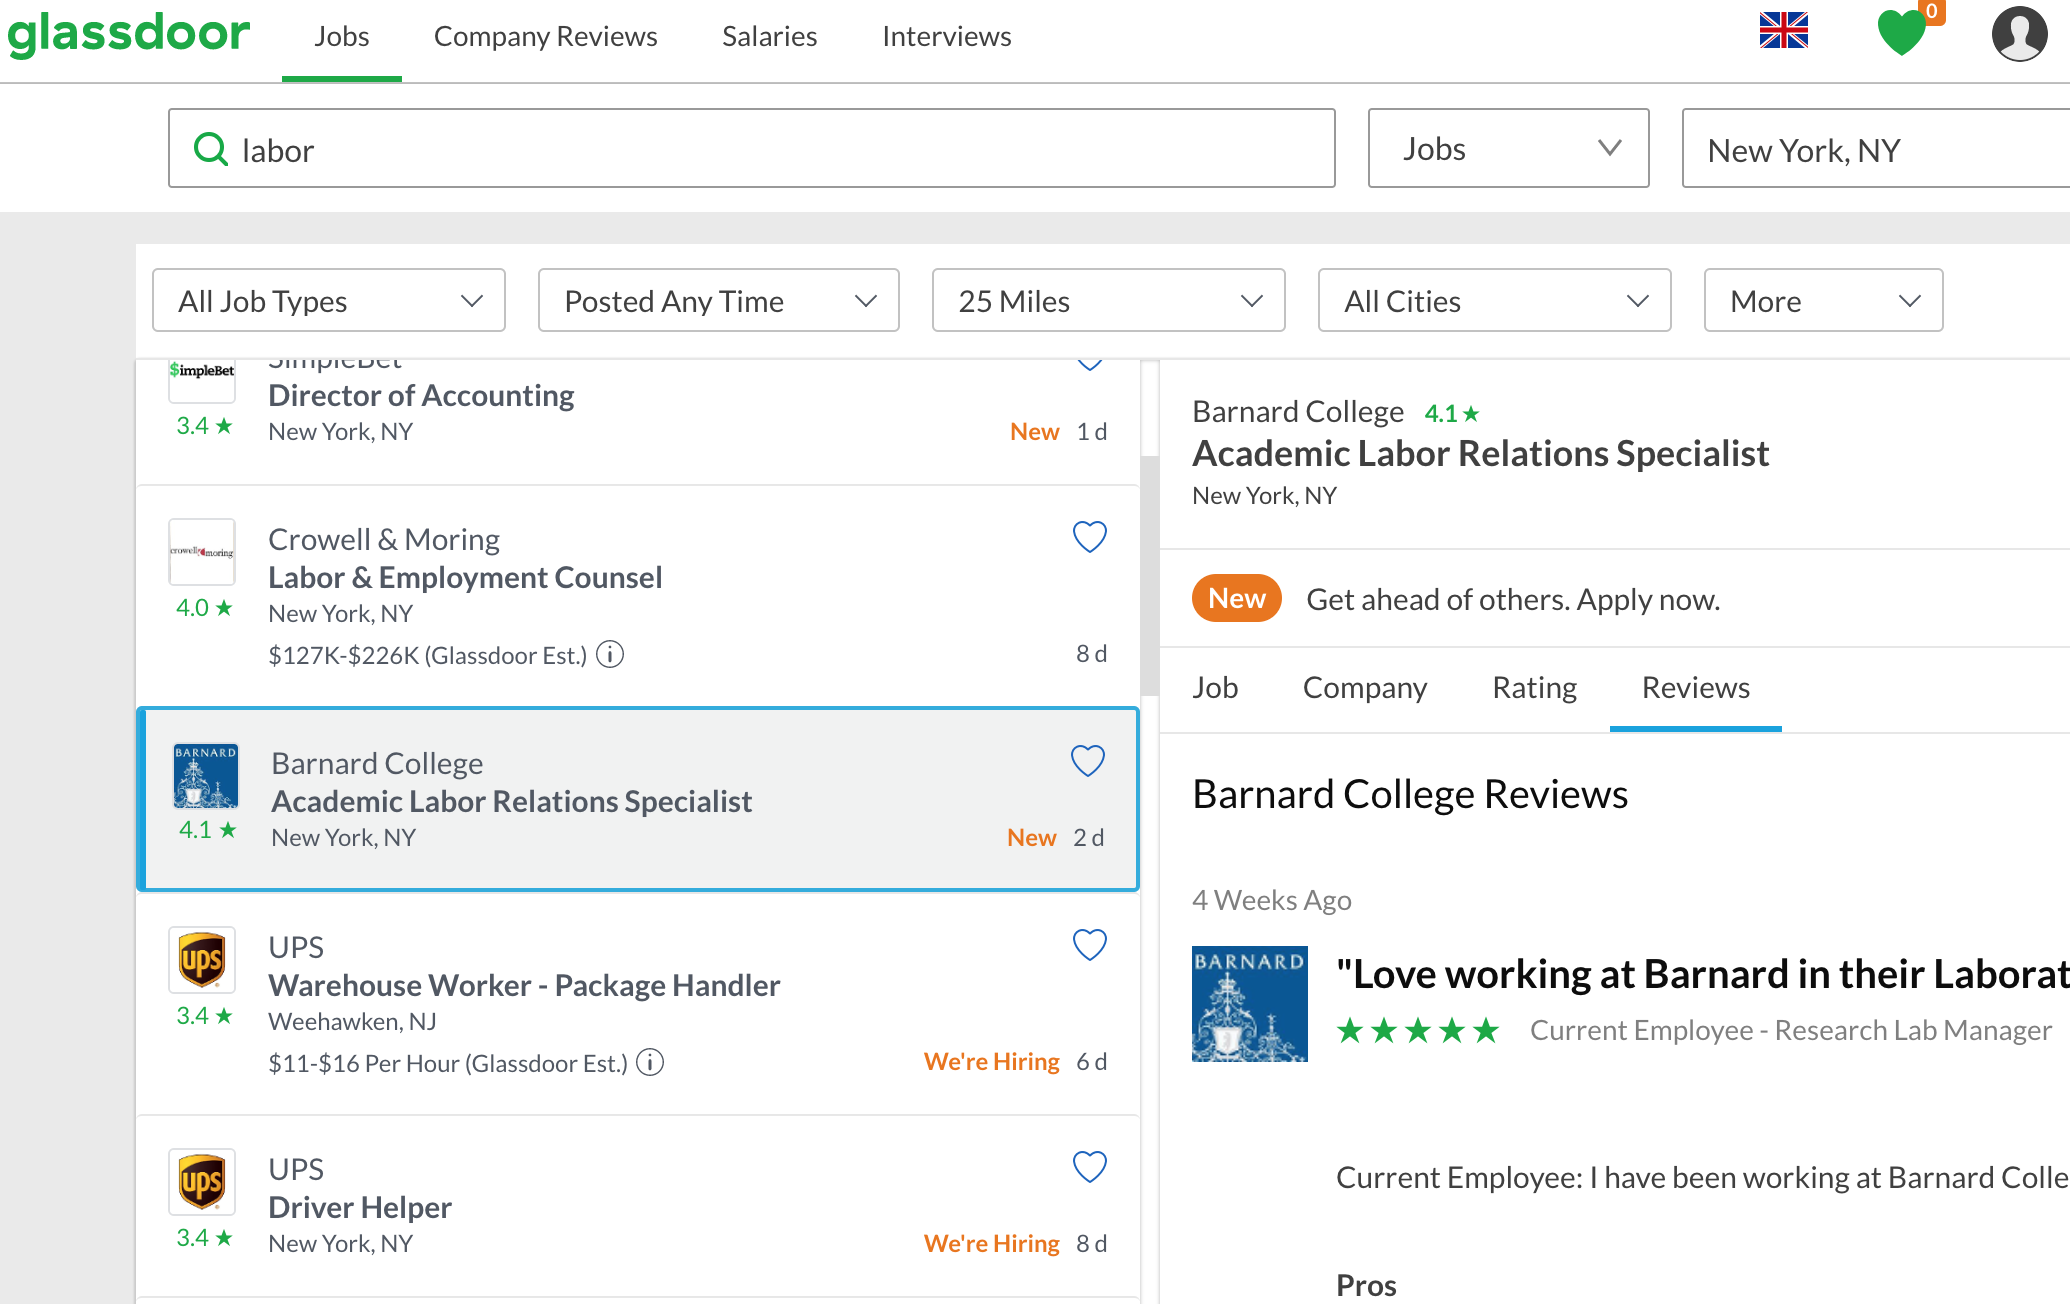 glassdoor
Jobs
Company Reviews
Salaries
Interviews
0
labor
Jobs
New York, NY
All Job Types
Posted Any Time
25 Miles
All Cities
More
SimpleBet
$impleBet
Director of Accounting
3.4 ★
New York, NY
New 1 d
crowell moring
Crowell & Moring
Labor & Employment Counsel
4.0 ★
New York, NY
$127K-$226K (Glassdoor Est.)
8 d
BARNARD
Barnard College
Academic Labor Relations Specialist
4.1 ★
New York, NY
New 2 d
ups
UPS
Warehouse Worker - Package Handler
3.4 ★
Weehawken, NJ
$11-$16 Per Hour (Glassdoor Est.)
We're Hiring 6 d
ups
UPS
Driver Helper
3.4 ★
New York, NY
We're Hiring 8 d
Barnard College 4.1 ★
Academic Labor Relations Specialist
New York, NY
New Get ahead of others. Apply now.
Job
Company
Rating
Reviews
Barnard College Reviews
4 Weeks Ago
BARNARD
"Love working at Barnard in their Laborat
★★★★★ Current Employee - Research Lab Manager
Current Employee: I have been working at Barnard Colle
Pros